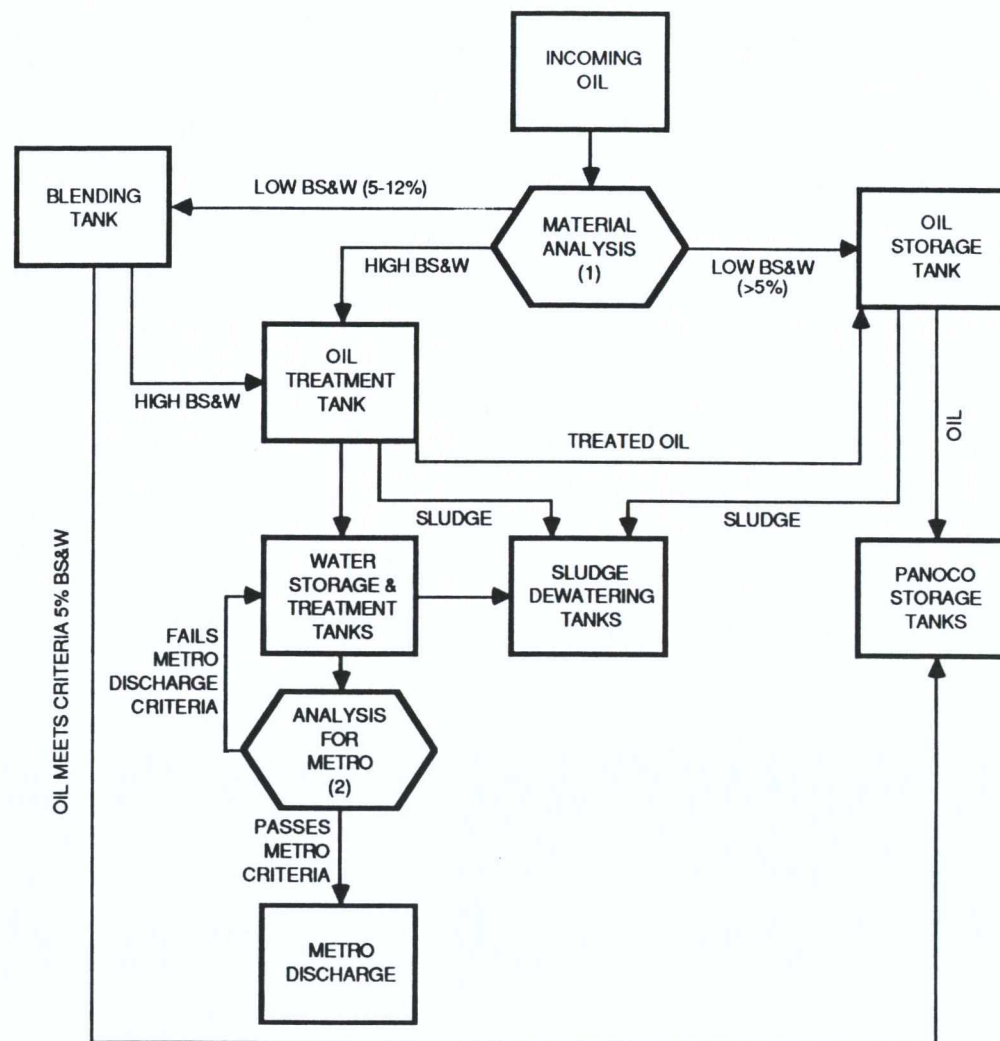 INCOMING
OIL
BLENDING
TANK
LOW BS&W (5-12%)
MATERIAL
ANALYSIS
(1)
OIL
STORAGE
TANK
HIGH BS&W
LOW BS&W
(>5%)
OIL
TREATMENT
TANK
HIGH BS&W
TREATED OIL
OIL
SLUDGE
SLUDGE
WATER
STORAGE &
TREATMENT
TANKS
SLUDGE
DEWATERING
TANKS
PANOCO
STORAGE
TANKS
FAILS
METRO
DISCHARGE
CRITERIA
OIL MEETS CRITERIA 5% BS&W
ANALYSIS
FOR
METRO
(2)
PASSES
METRO
CRITERIA
METRO
DISCHARGE